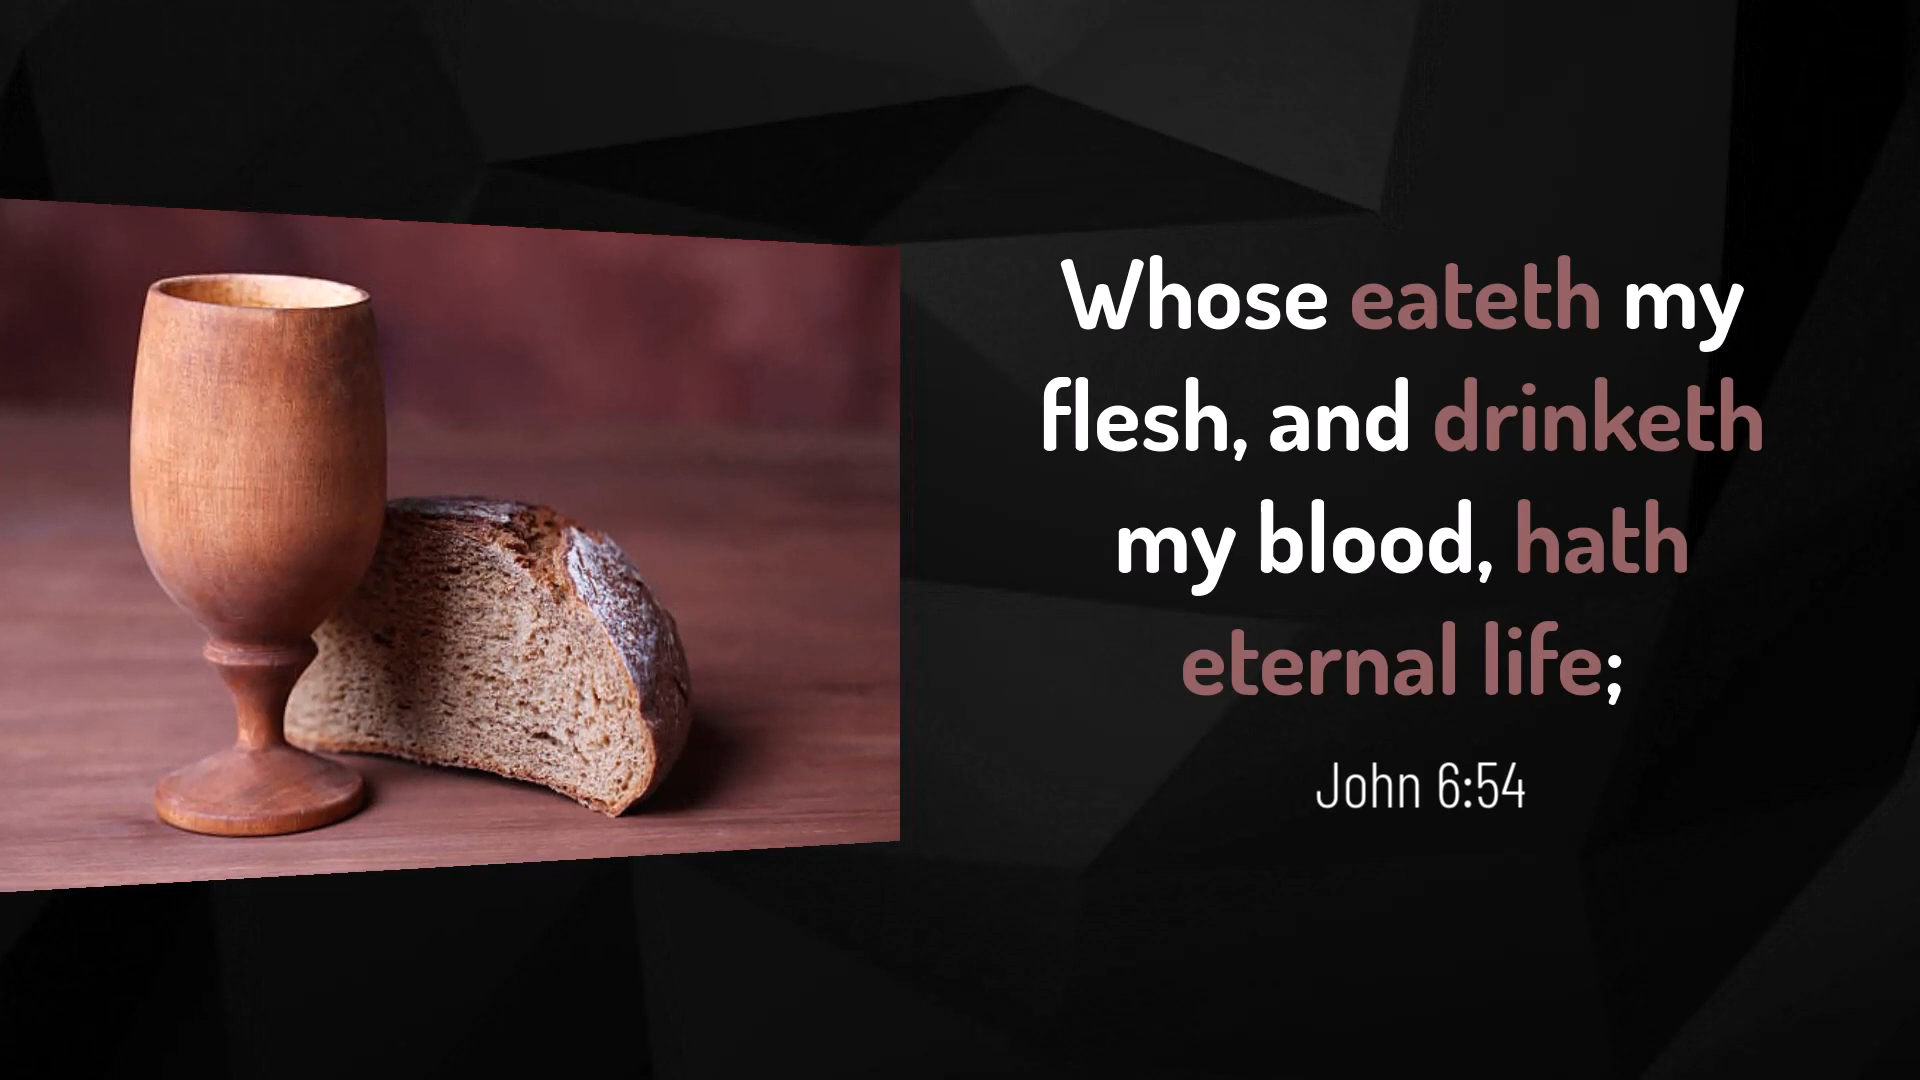 Whose eateth my
flesh, and drinketh
my blood, hath
eternal life;
John 6:54